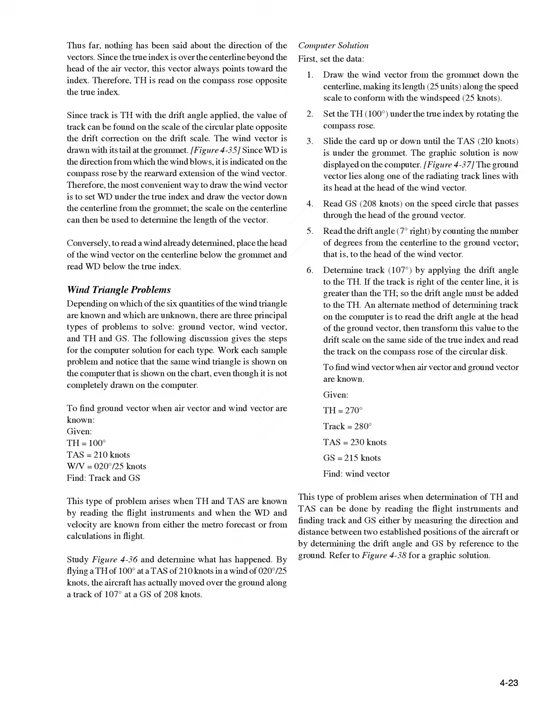 Thus far, nothing has been said about the direction of the
vectors. Since the true index is over the centerline beyond the
head of the air vector, this vector always points toward the
index. Therefore, TH is read on the compass rose opposite
the true index.
Since track is TH with the drift angle applied, the value of
track can be found on the scale of the circular plate opposite
the drift correction on the drift scale. The wind vector is
drawn with its tail at the grommet. [Figure 4-35] Since WD is
the direction from which the wind blows, it is indicated on the
compass rose by the rearward extension of the wind vector.
Therefore, the most convenient way to draw the wind vector
is to set WD under the true index and draw the vector down
the centerline from the grommet; the scale on the centerline
can then be used to determine the length of the vector.
Conversely, to read a wind already determined, place the head
of the wind vector on the centerline below the grommet and
read WD below the true index.
Wind Triangle Problems
Depending on which of the six quantities of the wind triangle
are known and which are unknown, there are three principal
types of problems to solve: ground vector, wind vector,
and TH and GS. The following discussion gives the steps
for the computer solution for each type. Work each sample
problem and notice that the same wind triangle is shown on
the computer that is shown on the chart, even though it is not
completely drawn on the computer.
To find ground vector when air vector and wind vector are
known:
Given:
TH = 100°
TAS = 210 knots
W/V = 020°/25 knots
Find: Track and GS
This type of problem arises when TH and TAS are known
by reading the flight instruments and when the WD and
velocity are known from either the metro forecast or from
calculations in flight.
Study Figure 4-36 and determine what has happened. By
flying a TH of 100° at a TAS of 210 knots in a wind of 020°/25
knots, the aircraft has actually moved over the ground along
a track of 107° at a GS of 208 knots.
Computer Solution
First, set the data:
1. Draw the wind vector from the grommet down the
centerline, making its length (25 units) along the speed
scale to conform with the windspeed (25 knots).
2. Set the TH (100°) under the true index by rotating the
compass rose.
3. Slide the card up or down until the TAS (210 knots)
is under the grommet. The graphic solution is now
displayed on the computer. [Figure 4-37] The ground
vector lies along one of the radiating track lines with
its head at the head of the wind vector.
4. Read GS (208 knots) on the speed circle that passes
through the head of the ground vector.
5. Read the drift angle (7° right) by counting the number
of degrees from the centerline to the ground vector;
that is, to the head of the wind vector.
6. Determine track (107°) by applying the drift angle
to the TH. If the track is right of the center line, it is
greater than the TH; so the drift angle must be added
to the TH. An alternate method of determining track
on the computer is to read the drift angle at the head
of the ground vector, then transform this value to the
drift scale on the same side of the true index and read
the track on the compass rose of the circular disk.
To find wind vector when air vector and ground vector
are known.
Given:
TH = 270°
Track = 280°
TAS = 230 knots
GS = 215 knots
Find: wind vector
This type of problem arises when determination of TH and
TAS can be done by reading the flight instruments and
finding track and GS either by measuring the direction and
distance between two established positions of the aircraft or
by determining the drift angle and GS by reference to the
ground. Refer to Figure 4-38 for a graphic solution.
4-23